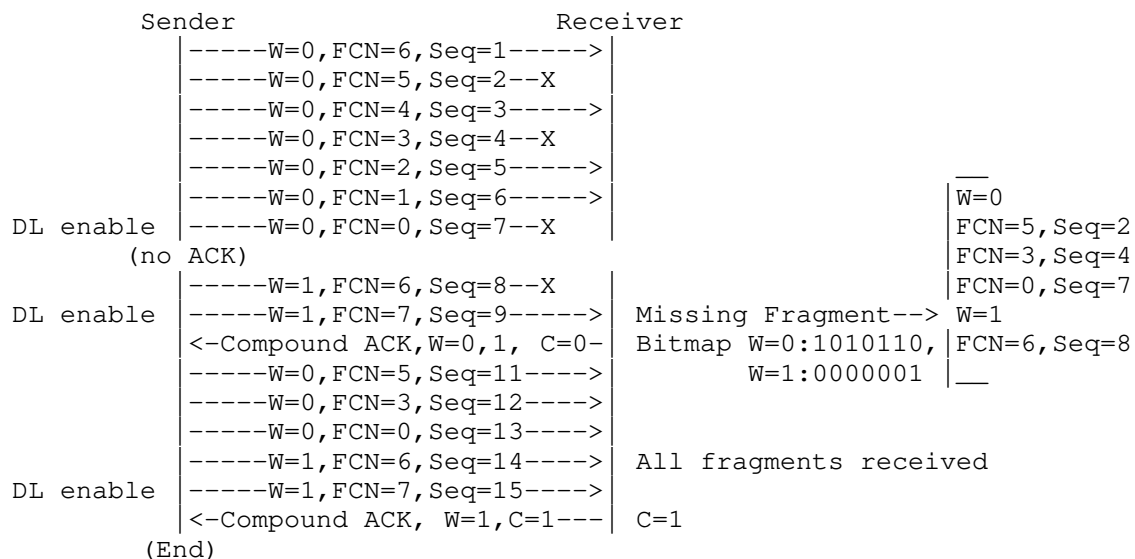 Sender                        Receiver
           |-----W=0,FCN=6,Seq=1----->|
           |-----W=0,FCN=5,Seq=2--X   |
           |-----W=0,FCN=4,Seq=3----->|
           |-----W=0,FCN=3,Seq=4--X   |
           |-----W=0,FCN=2,Seq=5----->|                      __
           |-----W=0,FCN=1,Seq=6----->|                     |W=0
DL enable  |-----W=0,FCN=0,Seq=7--X   |                     |FCN=5,Seq=2
       (no ACK)                                             |FCN=3,Seq=4
           |-----W=1,FCN=6,Seq=8--X   |                     |FCN=0,Seq=7
DL enable  |-----W=1,FCN=7,Seq=9----->| Missing Fragment--> W=1
           |<-Compound ACK,W=0,1, C=0-| Bitmap W=0:1010110, |FCN=6,Seq=8
           |-----W=0,FCN=5,Seq=11---->|        W=1:0000001  |__
           |-----W=0,FCN=3,Seq=12---->|
           |-----W=0,FCN=0,Seq=13---->|
           |-----W=1,FCN=6,Seq=14---->| All fragments received
DL enable  |-----W=1,FCN=7,Seq=15---->|
           |<-Compound ACK, W=1,C=1---| C=1
         (End)